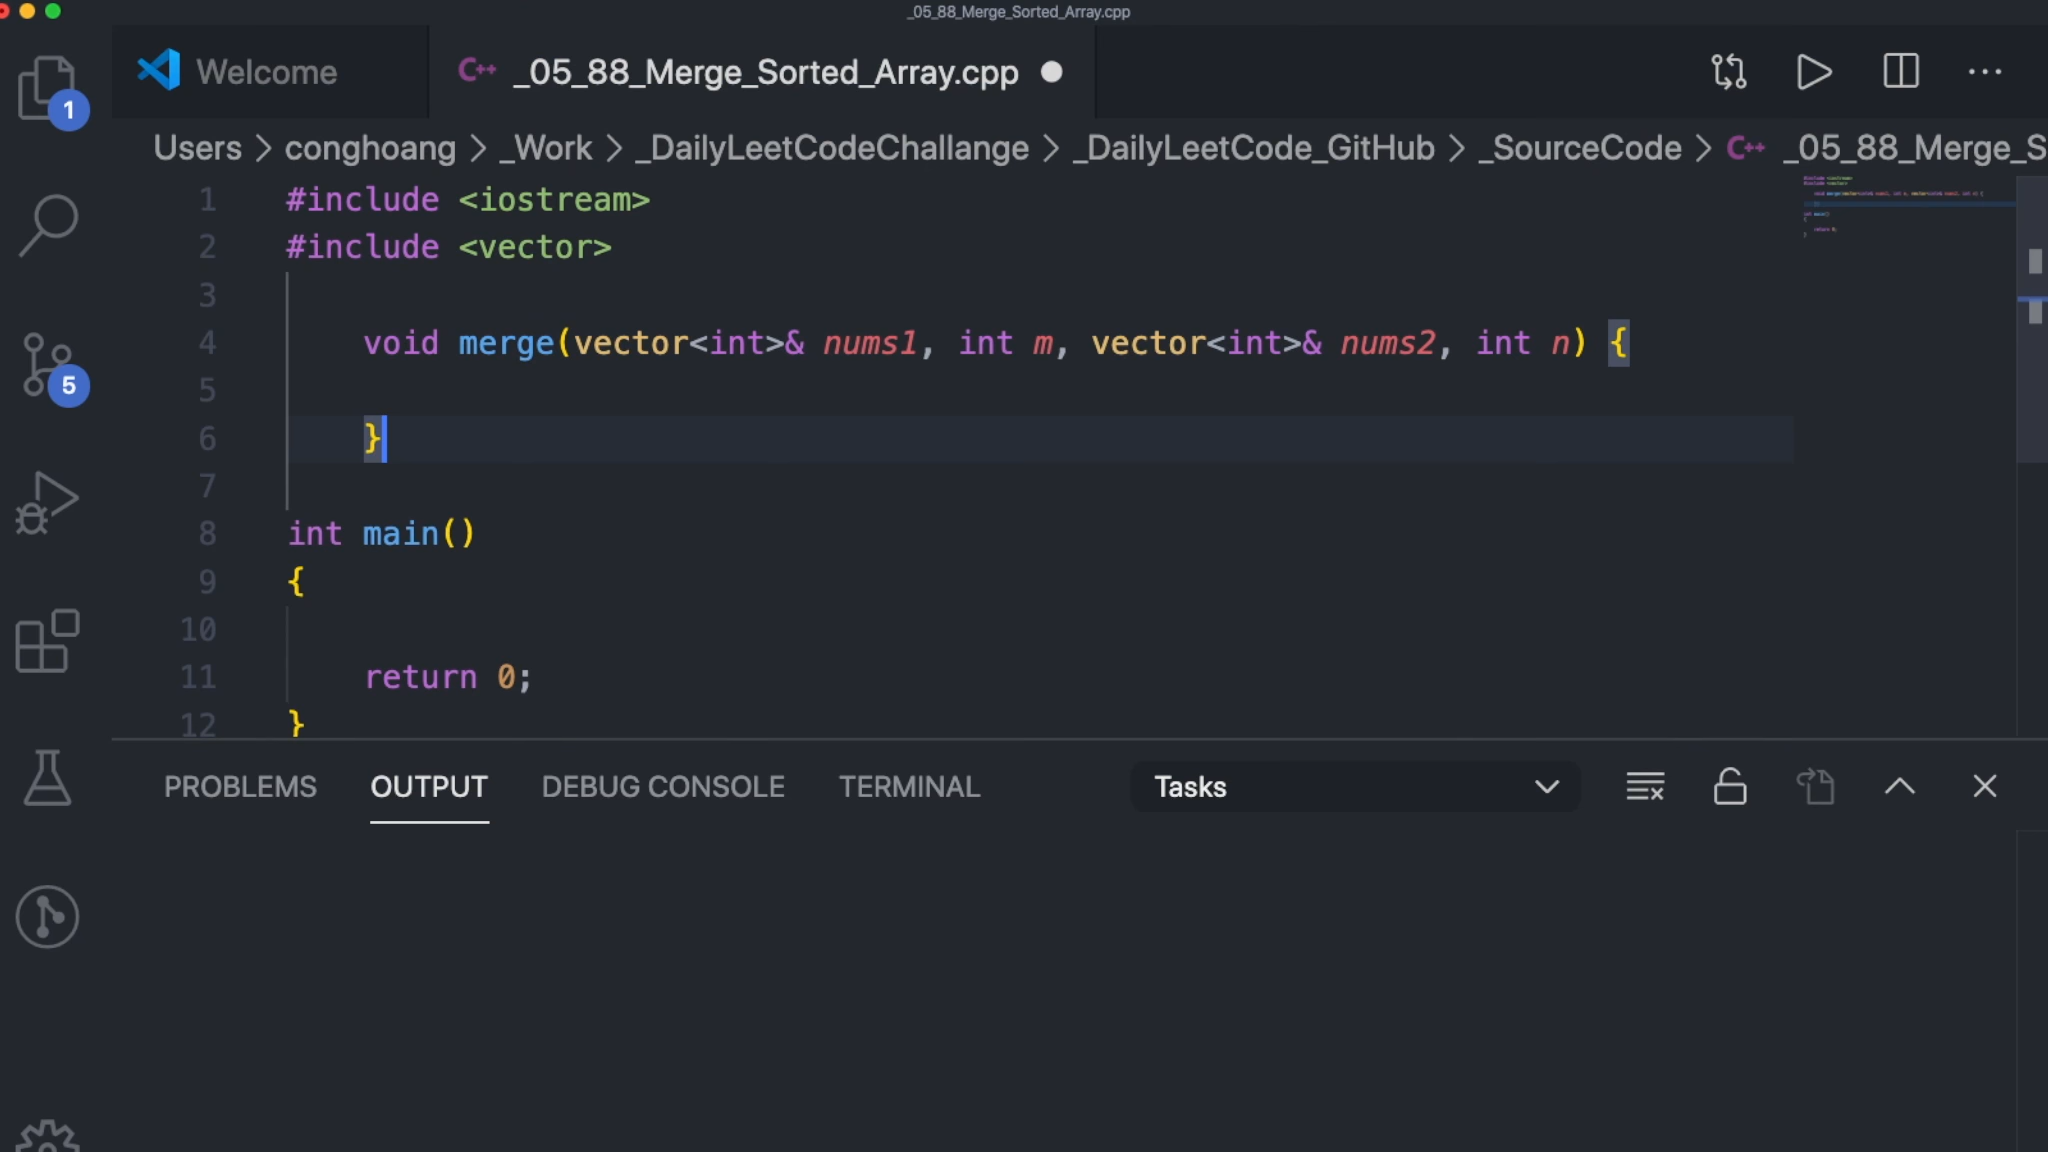 _05_88_Merge_Sorted_Array.cpp
Welcome
C++ _05_88_Merge_Sorted_Array.cpp
1
Users > conghoang > _Work > _DailyLeetCodeChallange > _DailyLeetCode_GitHub > _SourceCode > C++ _05_88_Merge_S
1 #include <iostream>
2 #include <vector>
3
4 void merge(vector<int>& nums1, int m, vector<int>& nums2, int n) {
5
5
6 }
7
8 int main()
9 {
10
11 return 0;
12 }
PROBLEMS OUTPUT DEBUG CONSOLE TERMINAL Tasks